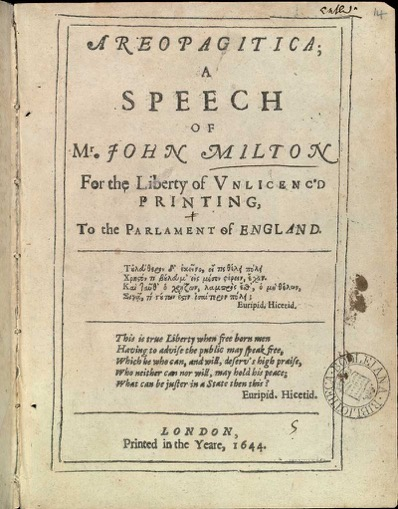 14
AREOPAGITICA;
A
SPEECH
OF
Mr. JOHN MILTON
For the Liberty of VNLICENC'D
PRINTING,
To the PARLAMENT of ENGLAND.
Euripid. Hicetid.
This is true Liberty when free born men
Having to advise the public may speak free,
Which he who can, and will, deserv's high praise,
Who neither can nor will, may hold his peace;
What can be juster in a State then this?
Euripid. Hicetid.
LONDON,
Printed in the Yeare, 1644.